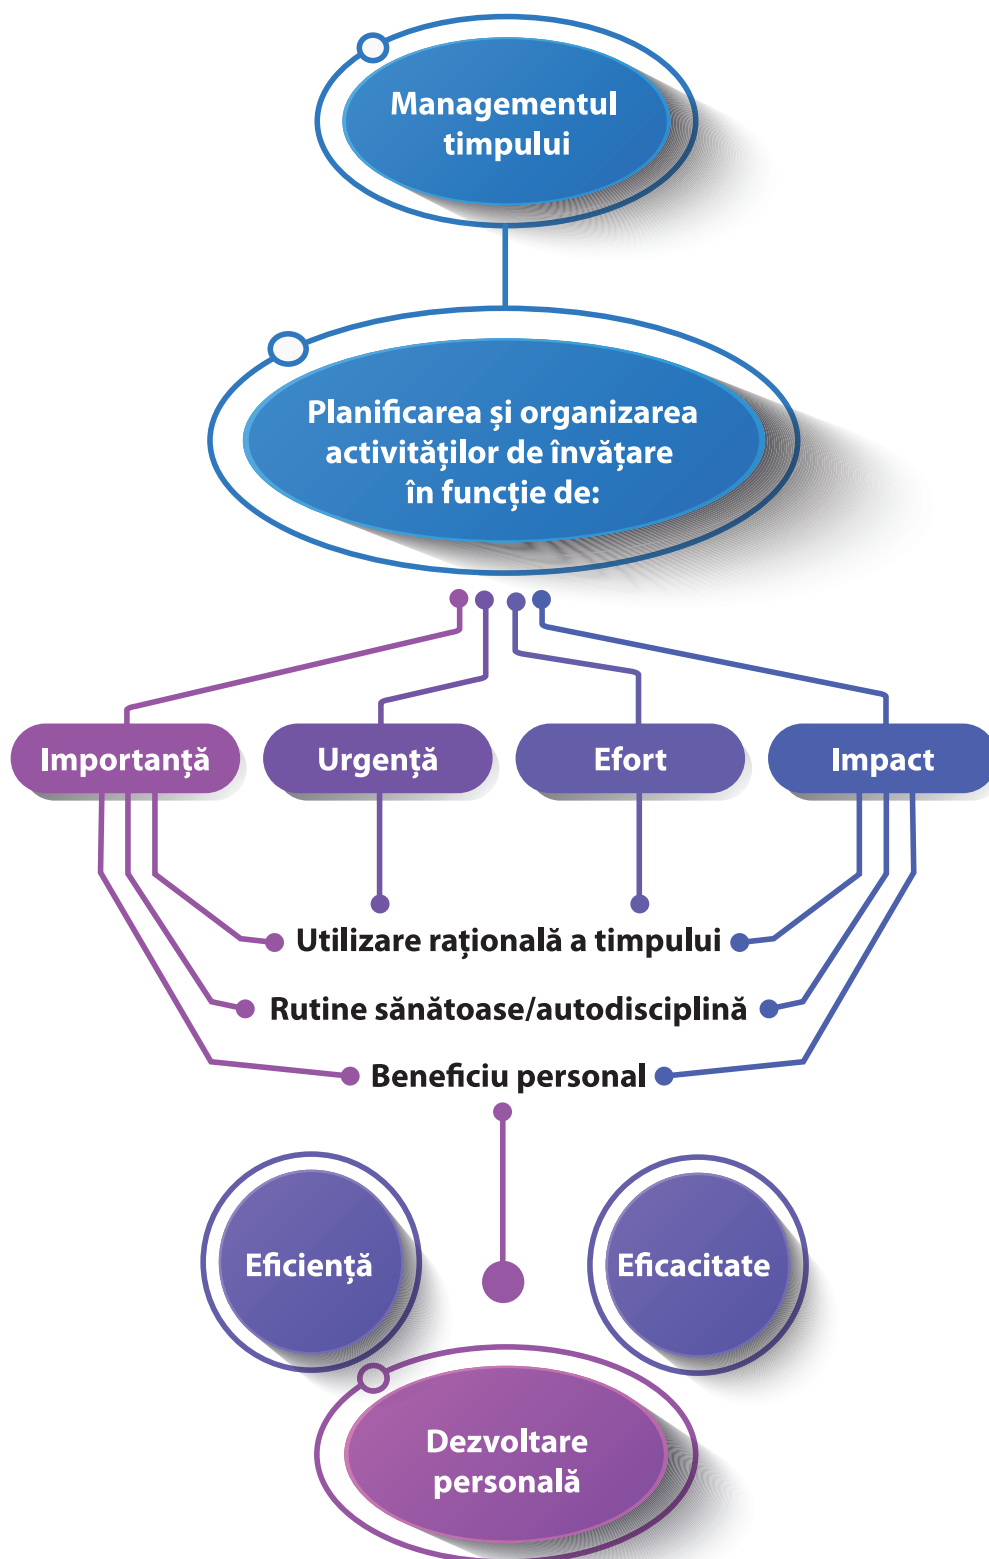 Managementul
timpului
Planificarea și organizarea
activităților de învățare
în funcție de:
Importanță
Urgență
Efort
Impact
Utilizare rațională a timpului
Rutine sănătoase/autodisciplină
Beneficiu personal
Eficiență
Eficacitate
Dezvoltare
personală